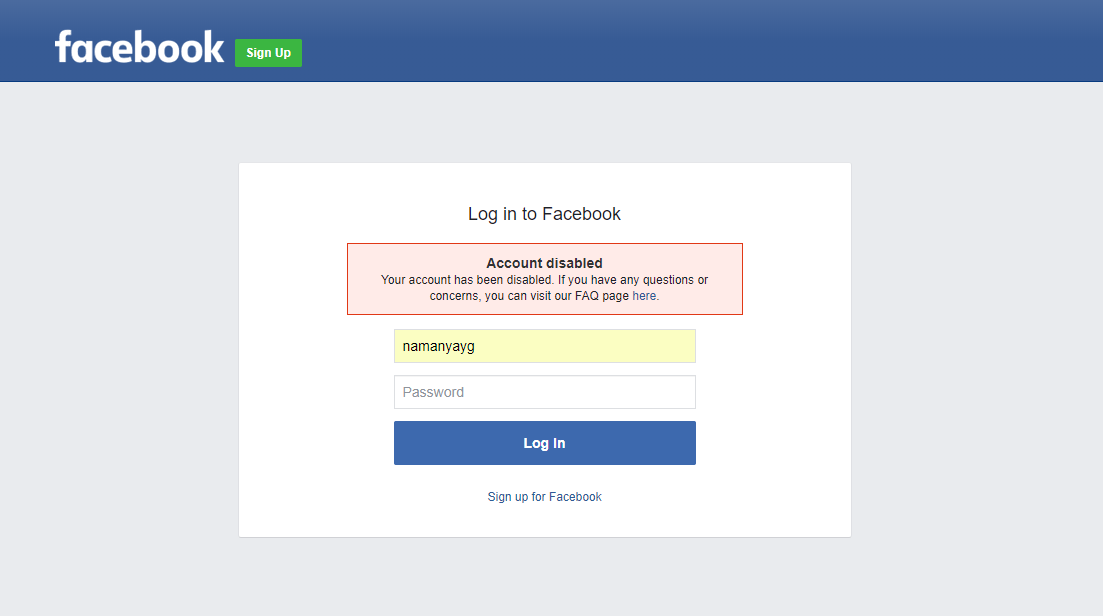 facebook
Sign Up
Log in to Facebook
Account disabled
Your account has been disabled. If you have any questions or
concerns, you can visit our FAQ page here.
namanyayg
Password
Log In
Sign up for Facebook